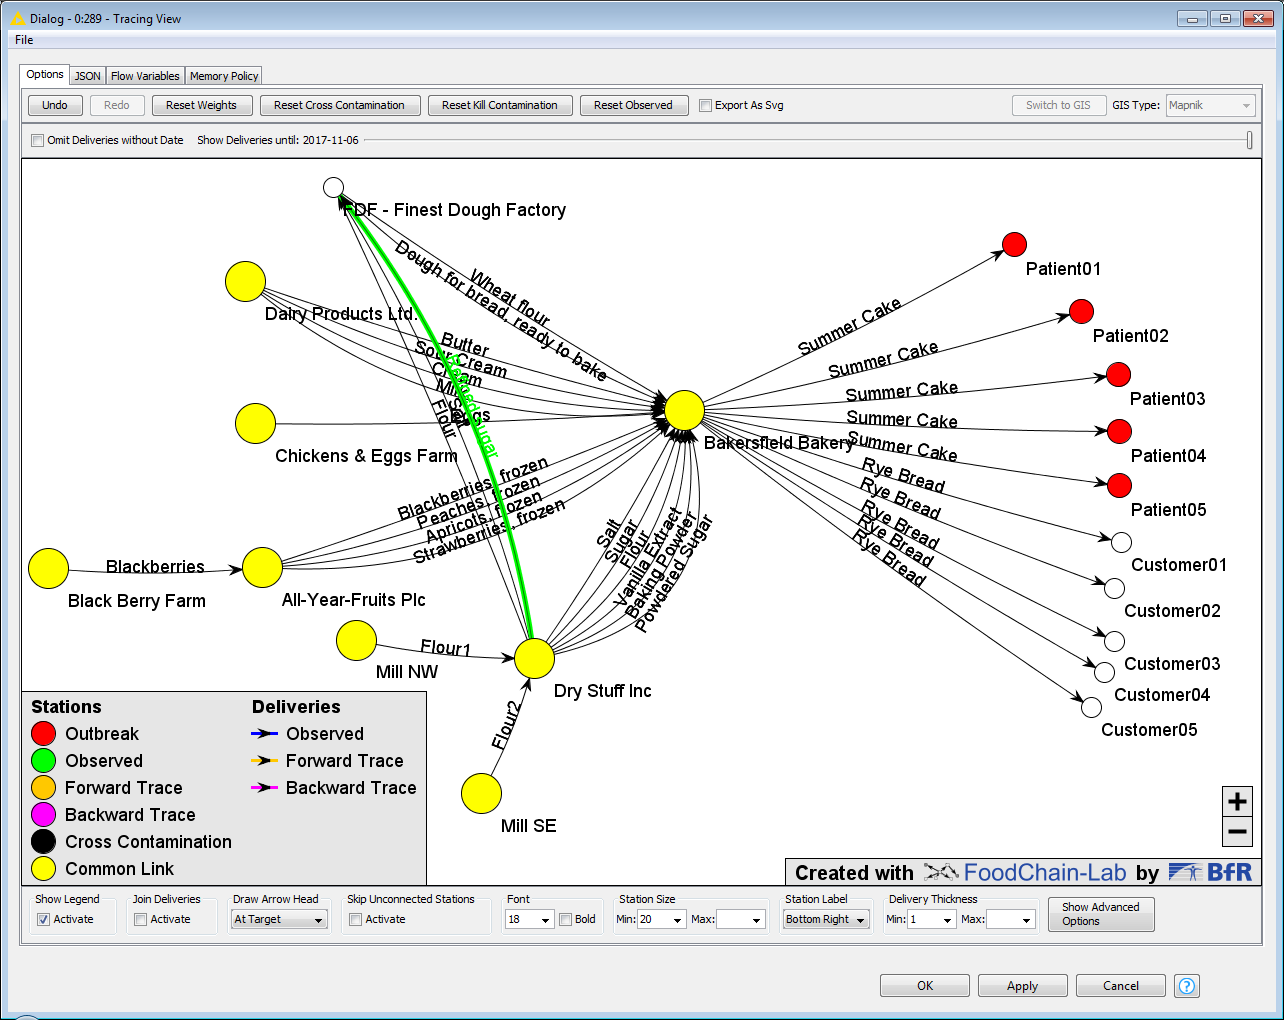 Dialog - 0:289 - Tracing View
File
Options JSON Flow Variables Memory Policy
Undo Redo Reset Weights Reset Cross Contamination Reset Kill Contamination Reset Observed Export As Svg Switch to GIS GIS Type: Mapnik
Omit Deliveries without Date Show Deliveries until: 2017-11-06
FDF - Finest Dough Factory
Wheat flour
Dough for bread, ready to bake
Dairy Products Ltd.
Butter
Sour Cream
Cream
Milk
Eggs
Salt
Flour
Powdered Sugar
Chickens & Eggs Farm
Bakersfield Bakery
Blackberries, frozen
Peaches, frozen
Apricots, frozen
Strawberries, frozen
Blackberries
Black Berry Farm
All-Year-Fruits Plc
Salt
Sugar
Flour
Vanilla Extract
Baking Powder
Powdered Sugar
Flour1
Mill NW
Dry Stuff Inc
Flour2
Mill SE
Summer Cake
Patient01
Summer Cake
Patient02
Summer Cake
Patient03
Summer Cake
Patient04
Summer Cake
Patient05
Rye Bread
Customer01
Rye Bread
Customer02
Rye Bread
Customer03
Rye Bread
Customer04
Rye Bread
Customer05
Stations Deliveries
Outbreak Observed
Observed Forward Trace
Forward Trace Backward Trace
Backward Trace
Cross Contamination
Common Link
+
−
Created with FoodChain-Lab by BfR
Show Legend Join Deliveries Draw Arrow Head Skip Unconnected Stations Font Station Size Station Label Delivery Thickness
Activate Activate At Target Activate 18 Bold Min: 20 Max: Bottom Right Min: 1 Max: Show Advanced Options
OK Apply Cancel ?